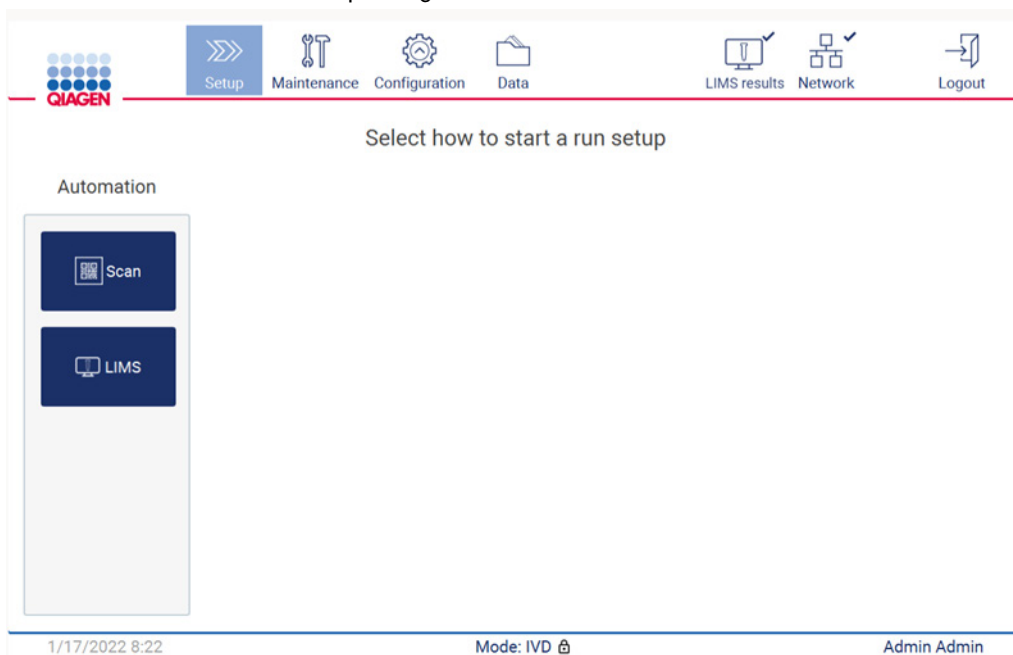 Setup
Maintenance
Configuration
Data
LIMS results
Network
Logout
QIAGEN
Select how to start a run setup
Automation
Scan
LIMS
1/17/2022 8:22
Mode: IVD
Admin Admin